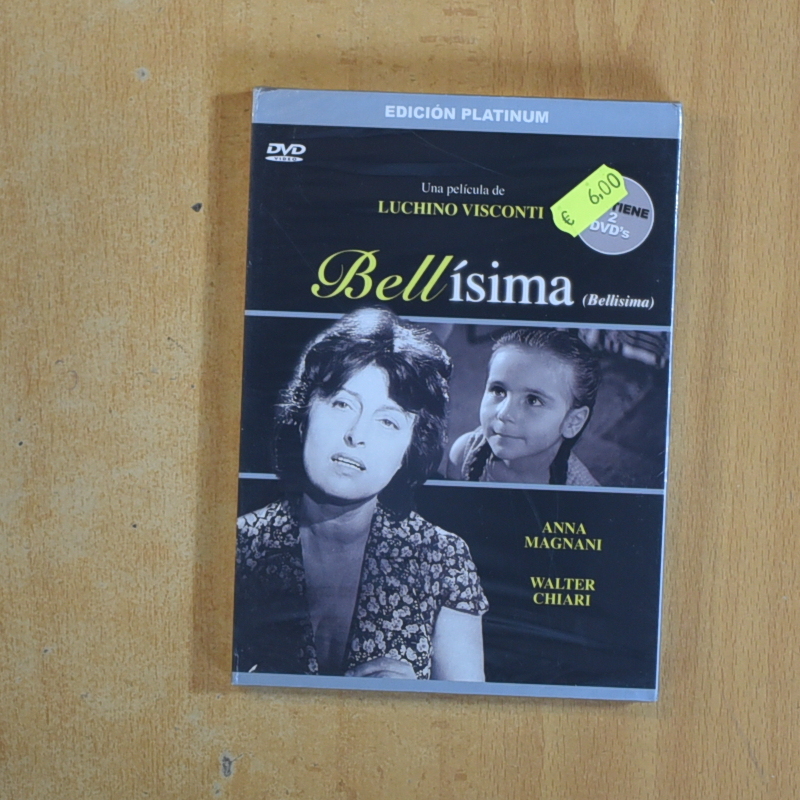 EDICIÓN PLATINUM
DVD
VIDEO
Una película de
LUCHINO VISCONTI
€ 6,00
TIENE
2
DVD's
Bellísima (Bellisima)
ANNA
MAGNANI
WALTER
CHIARI